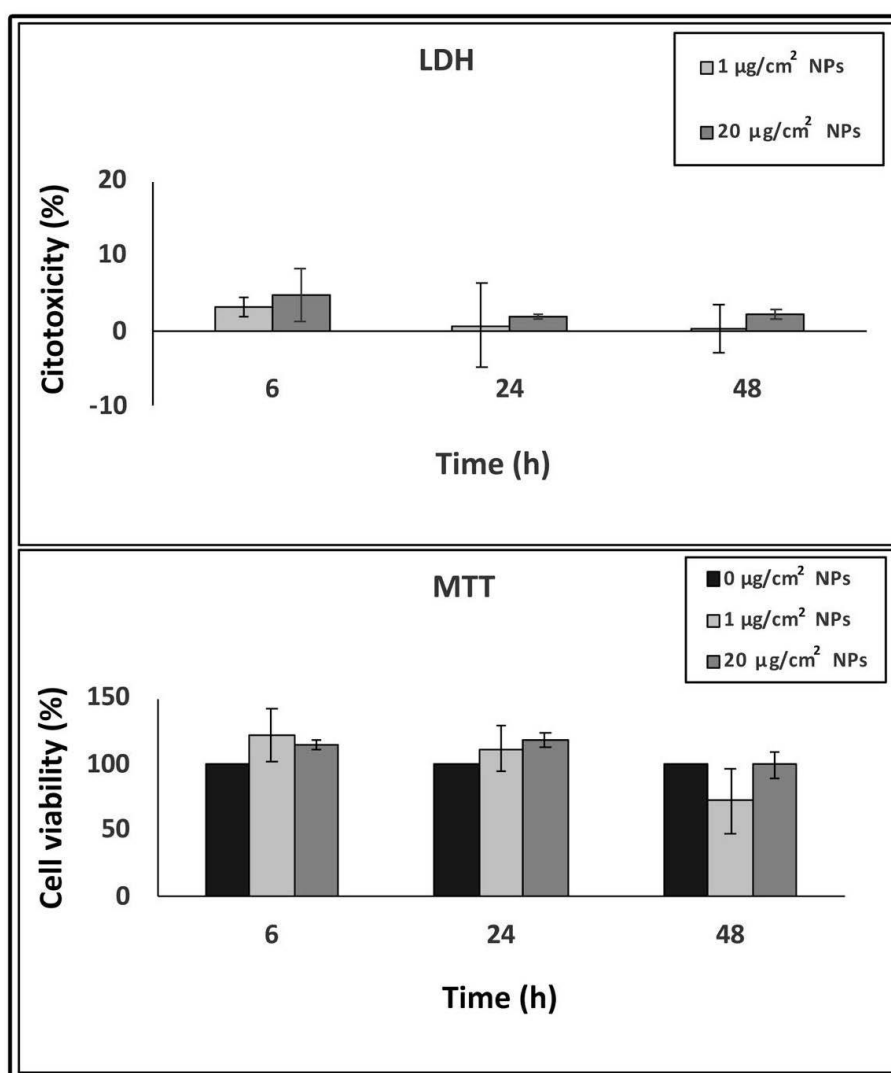 LDH
1 µg/cm² NPs
20 µg/cm² NPs
Citotoxicity (%)
20
10
0
-10
6 24 48
Time (h)
MTT
0 µg/cm² NPs
1 µg/cm² NPs
20 µg/cm² NPs
Cell viability (%)
150
100
50
0
6 24 48
Time (h)